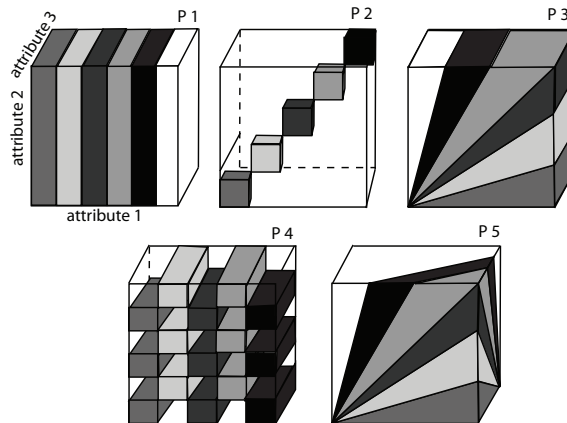 P 1
P 2
P 3
attribute 3
attribute 2
attribute 1
P 4
P 5